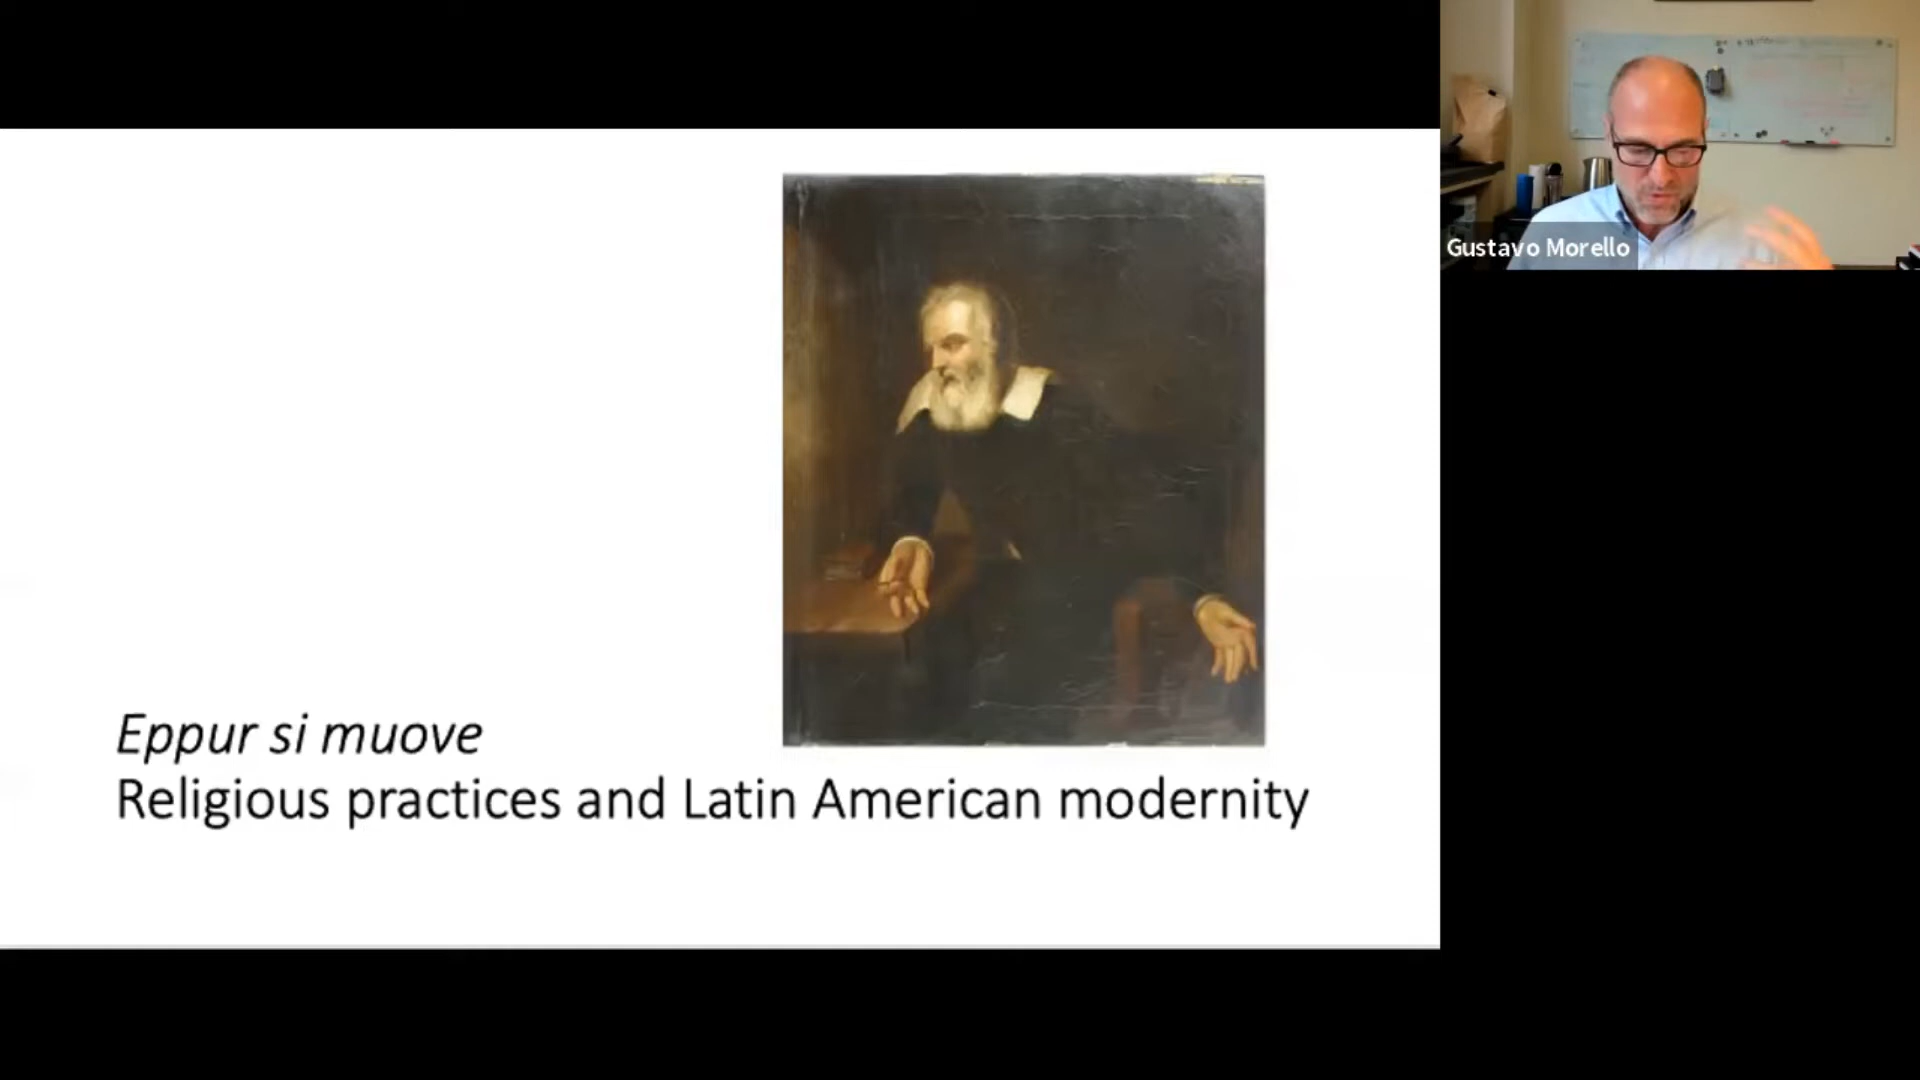 Eppur si muove
Religious practices and Latin American modernity
Gustavo Morello